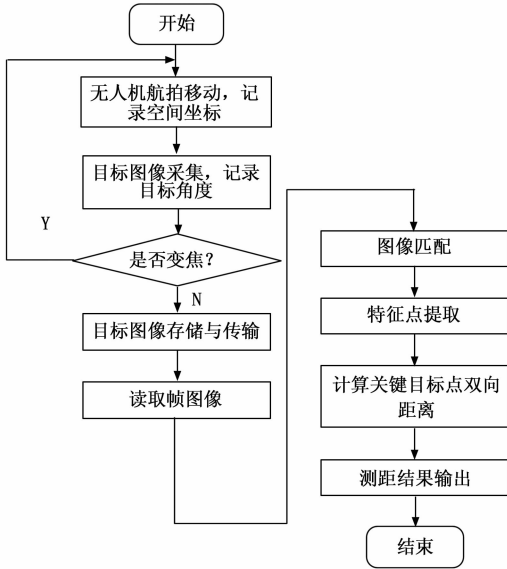 开始
无人机航拍移动，记
录空间坐标
目标图像采集，记录
目标角度
Y
是否变焦？
N
目标图像存储与传输
读取帧图像
图像匹配
特征点提取
计算关键目标点双向
距离
测距结果输出
结束